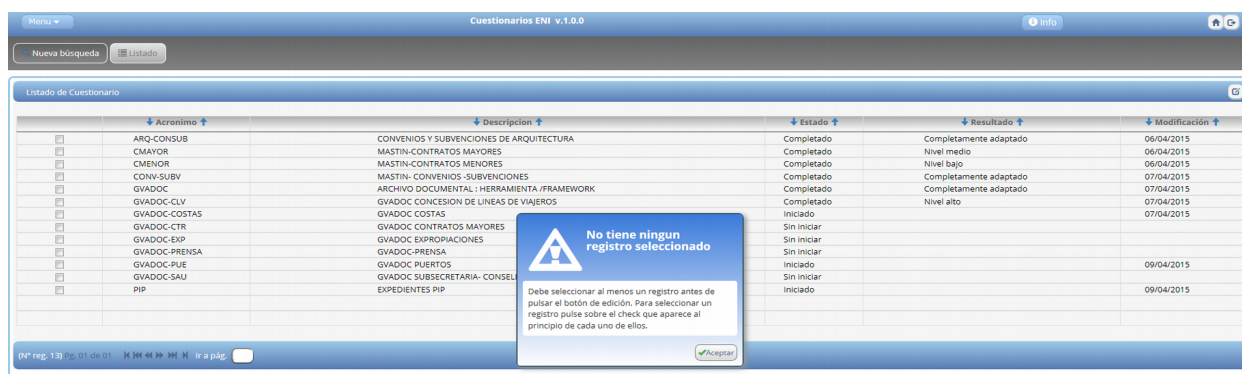 Menu Cuestionarios ENI v.1.0.0 Info
Nueva búsqueda Listado
Listado de Cuestionario
Acronimo Descripcion Estado Resultado Modificación
ARQ-CONSUB CONVENIOS Y SUBVENCIONES DE ARQUITECTURA Completado Completamente adaptado 06/04/2015
CMAYOR MASTIN-CONTRATOS MAYORES Completado Nivel medio 06/04/2015
CMENOR MASTIN-CONTRATOS MENORES Completado Nivel bajo 06/04/2015
CONV-SUBV MASTIN- CONVENIOS -SUBVENCIONES Completado Completamente adaptado 07/04/2015
GVADOC ARCHIVO DOCUMENTAL : HERRAMIENTA /FRAMEWORK Completado Completamente adaptado 07/04/2015
GVADOC-CLV GVADOC CONCESION DE LINEAS DE VIAJEROS Completado Nivel alto 07/04/2015
GVADOC-COSTAS GVADOC COSTAS Iniciado 07/04/2015
GVADOC-CTR GVADOC CONTRATOS MAYORES Sin iniciar
GVADOC-EXP GVADOC EXPROPIACIONES Sin iniciar
GVADOC-PRENSA GVADOC-PRENSA Sin iniciar
GVADOC-PUE GVADOC PUERTOS Iniciado 09/04/2015
GVADOC-SAU GVADOC SUBSECRETARIA- CONSEL Sin iniciar
PIP EXPEDIENTES PIP Iniciado 09/04/2015
No tiene ningun
registro seleccionado
Debe seleccionar al menos un registro antes de
pulsar el botón de edición. Para seleccionar un
registro pulse sobre el check que aparece al
principio de cada uno de ellos.
Aceptar
(Nº reg. 13) Pg. 01 de 01 Ir a pág.